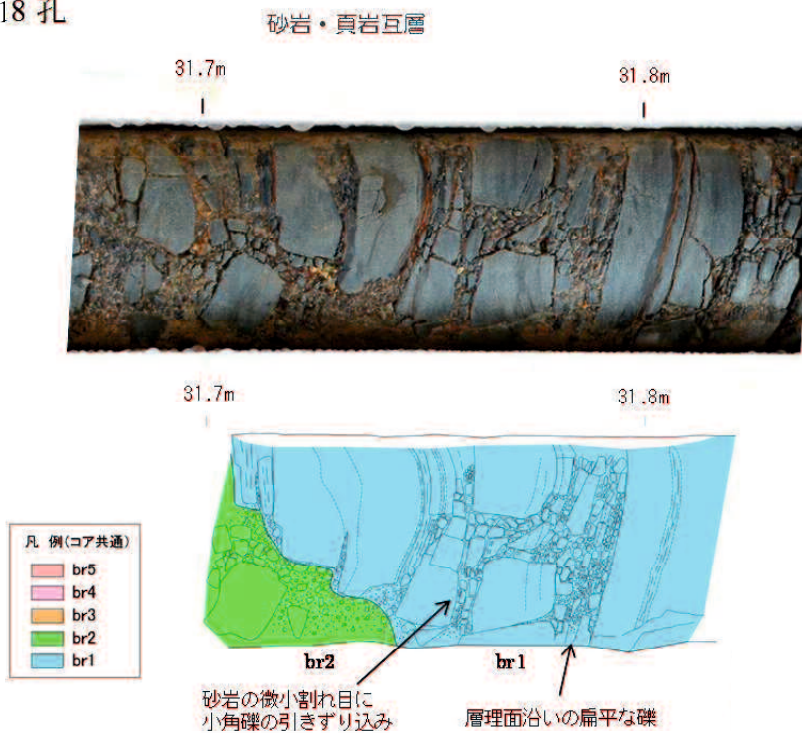 18 孔
砂岩・頁岩互層
31.7m
31.8m
31.7m
31.8m
凡 例(コア共通)
br5
br4
br3
br2
br1
br2
br1
砂岩の微小割れ目に
小角礫の引きずり込み
層理面沿いの扁平な礫